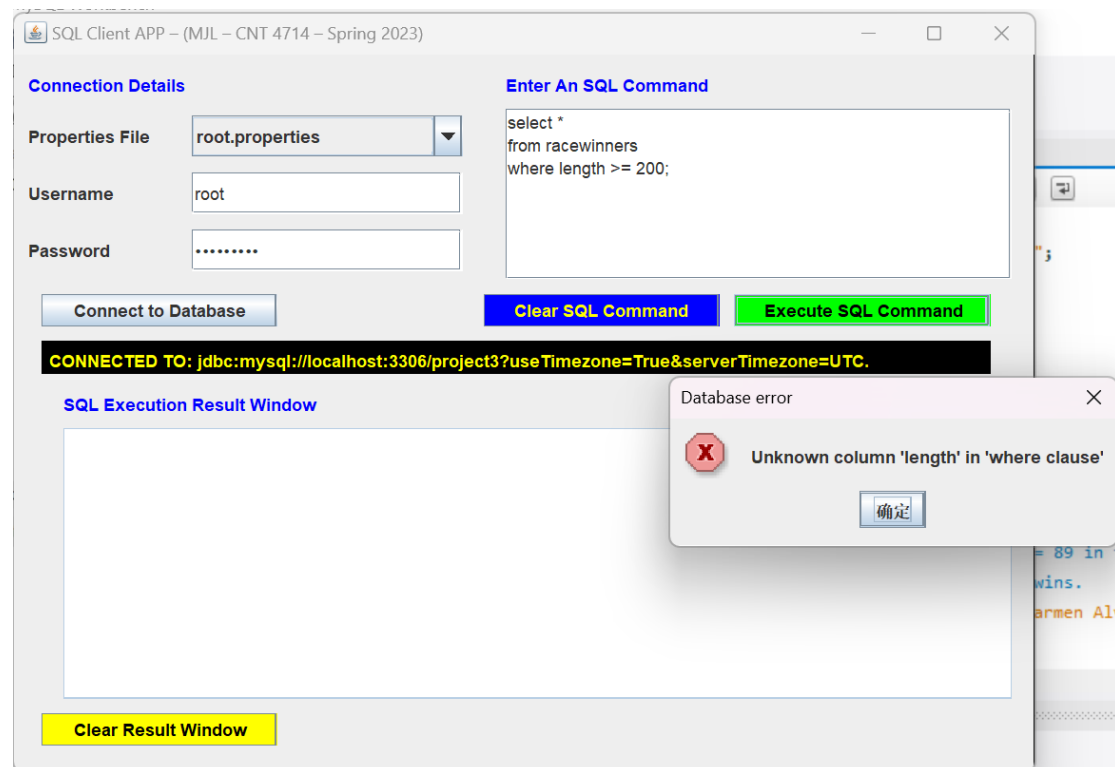 SQL Client APP – (MJL – CNT 4714 – Spring 2023)
Connection Details
Properties File
root.properties
Username
root
Password
•••••••••
Connect to Database
Enter An SQL Command
select *
from racewinners
where length >= 200;
Clear SQL Command
Execute SQL Command
CONNECTED TO: jdbc:mysql://localhost:3306/project3?useTimezone=True&serverTimezone=UTC.
SQL Execution Result Window
Database error
Unknown column 'length' in 'where clause'
确定
Clear Result Window
";
= 89 in
wins.